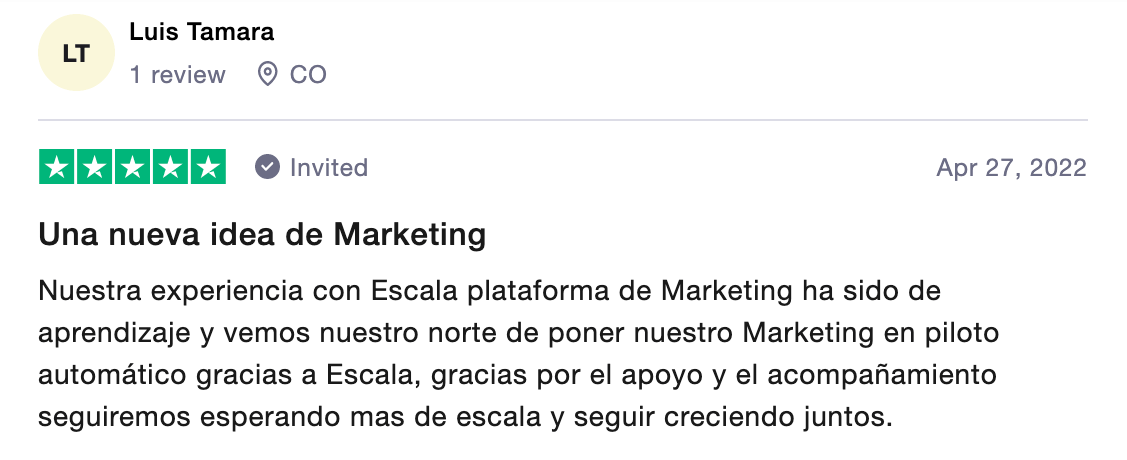 LT
Luis Tamara
1 review CO
Invited
Apr 27, 2022
Una nueva idea de Marketing
Nuestra experiencia con Escala plataforma de Marketing ha sido de
aprendizaje y vemos nuestro norte de poner nuestro Marketing en piloto
automático gracias a Escala, gracias por el apoyo y el acompañamiento
seguiremos esperando mas de escala y seguir creciendo juntos.